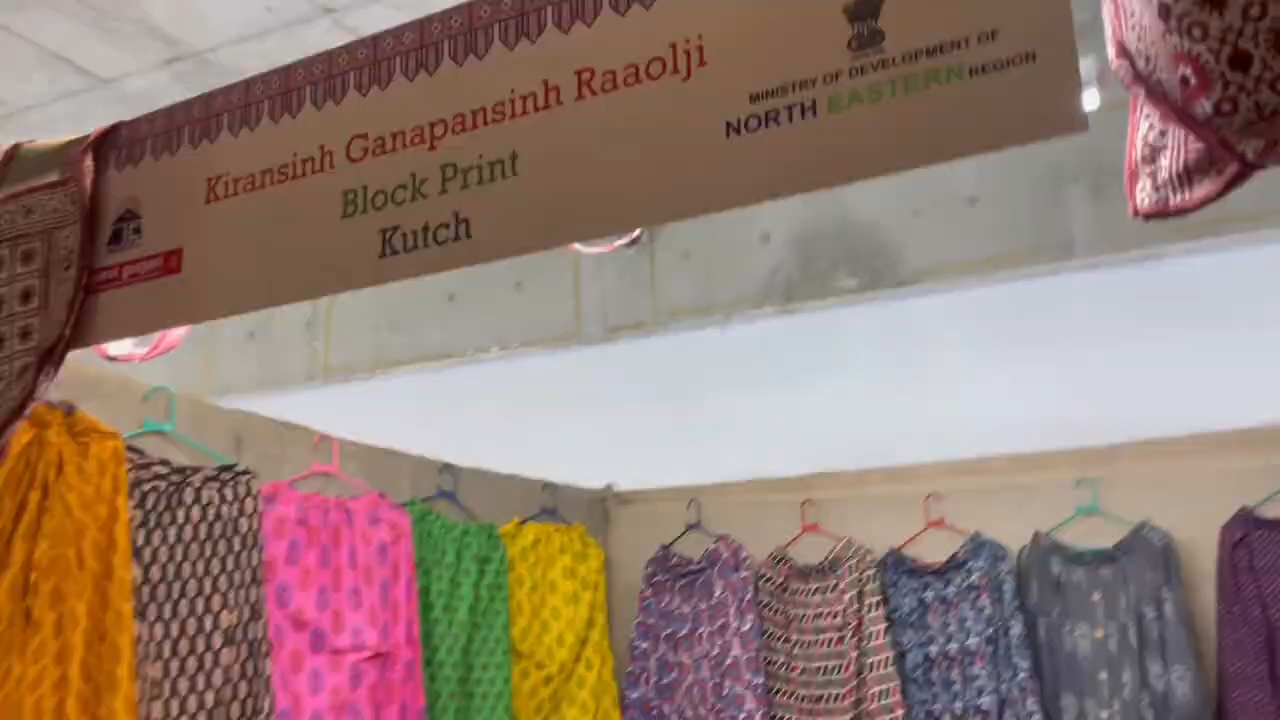 Kiransinh Ganapansinh Raaolji
Block Print
Kutch
MINISTRY OF DEVELOPMENT OF
NORTH EASTERN REGION